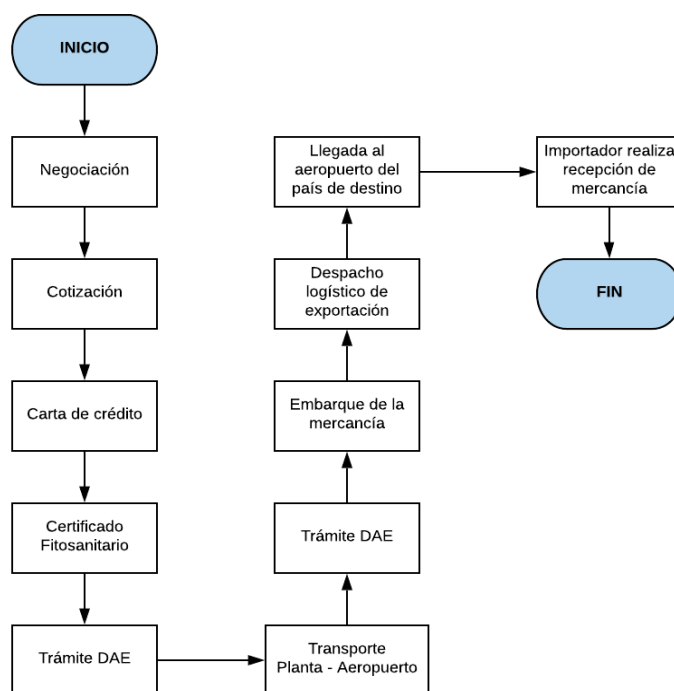 INICIO
Negociación
Cotización
Carta de crédito
Certificado
Fitosanitario
Trámite DAE
Transporte
Planta - Aeropuerto
Trámite DAE
Embarque de la
mercancía
Despacho
logístico de
exportación
Llegada al
aeropuerto del
país de destino
Importador realiza
recepción de
mercancía
FIN